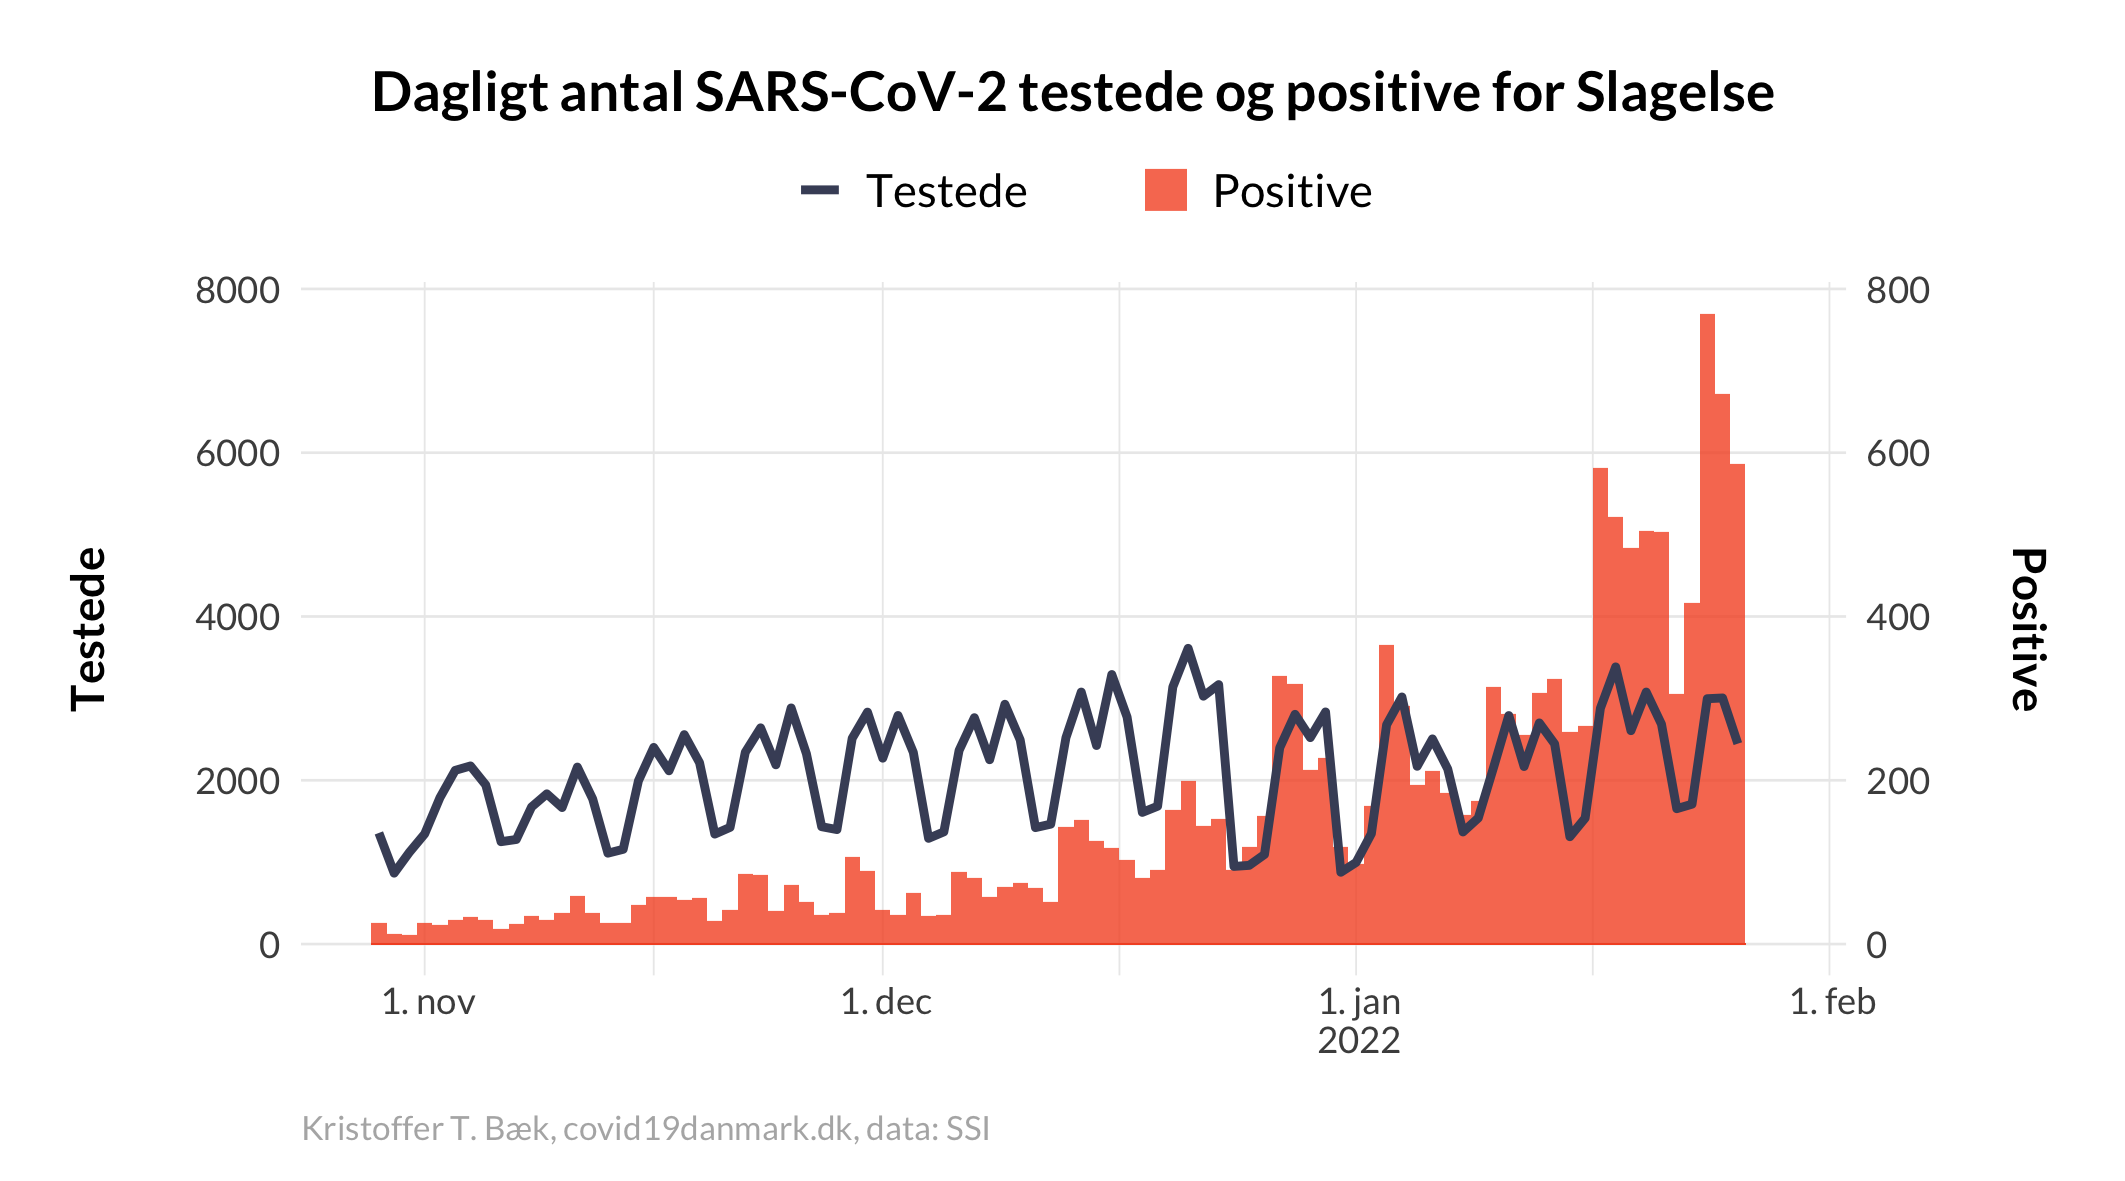 Dagligt antal SARS-CoV-2 testede og positive for Slagelse
Testede
Positive
8000
6000
4000
2000
0
Testede
800
600
400
200
0
Positive
1. nov
1. dec
1. jan
2022
1. feb
Kristoffer T. Bæk, covid19danmark.dk, data: SSI